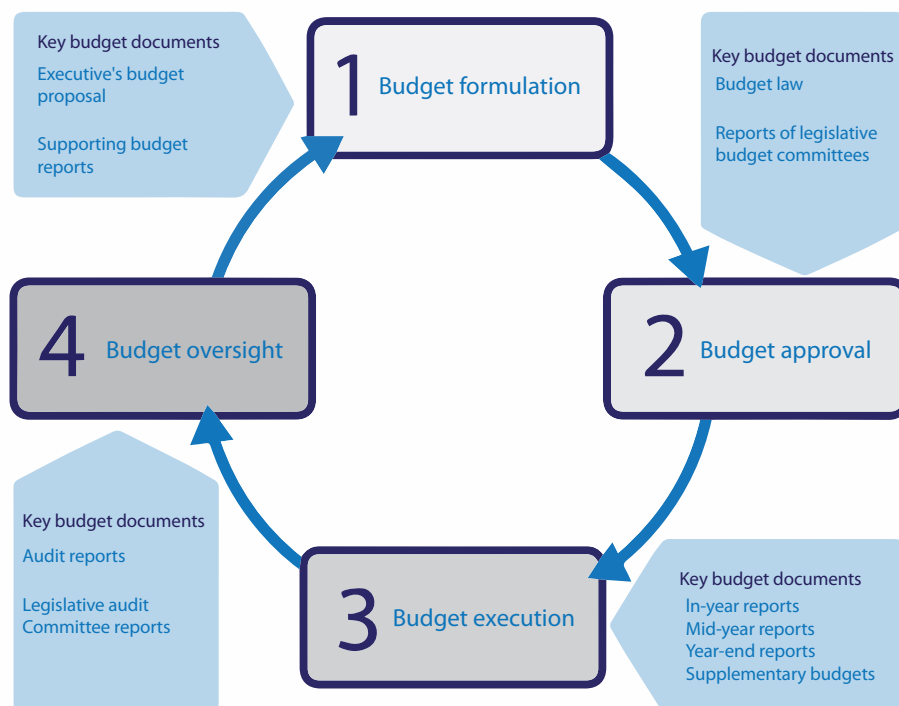 Key budget documents
Executive's budget
proposal
Supporting budget
reports
1 Budget formulation
Key budget documents
Budget law
Reports of legislative
budget committees
2 Budget approval
Key budget documents
In-year reports
Mid-year reports
Year-end reports
Supplementary budgets
3 Budget execution
Key budget documents
Audit reports
Legislative audit
Committee reports
4 Budget oversight